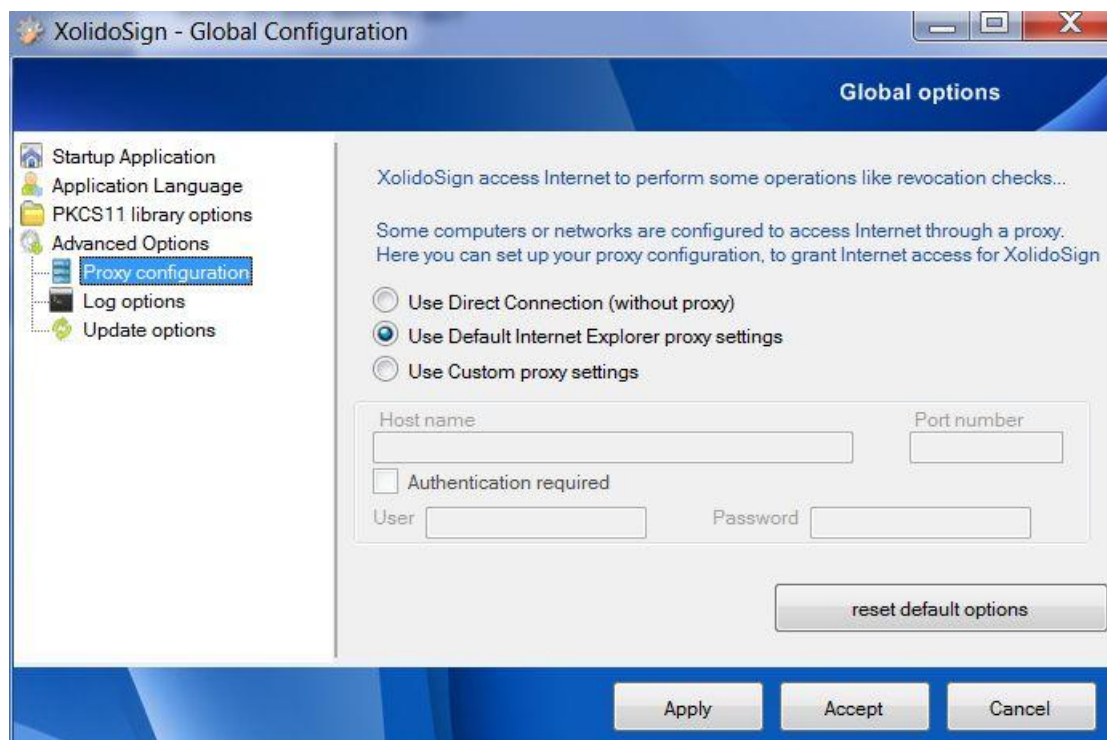 XolidoSign - Global Configuration
Global options
Startup Application
Application Language
PKCS11 library options
Advanced Options
Proxy configuration
Log options
Update options
XolidoSign access Internet to perform some operations like revocation checks...
Some computers or networks are configured to access Internet through a proxy.
Here you can set up your proxy configuration, to grant Internet access for XolidoSign
Use Direct Connection (without proxy)
Use Default Internet Explorer proxy settings
Use Custom proxy settings
Host name Port number
Authentication required
User Password
reset default options
Apply Accept Cancel